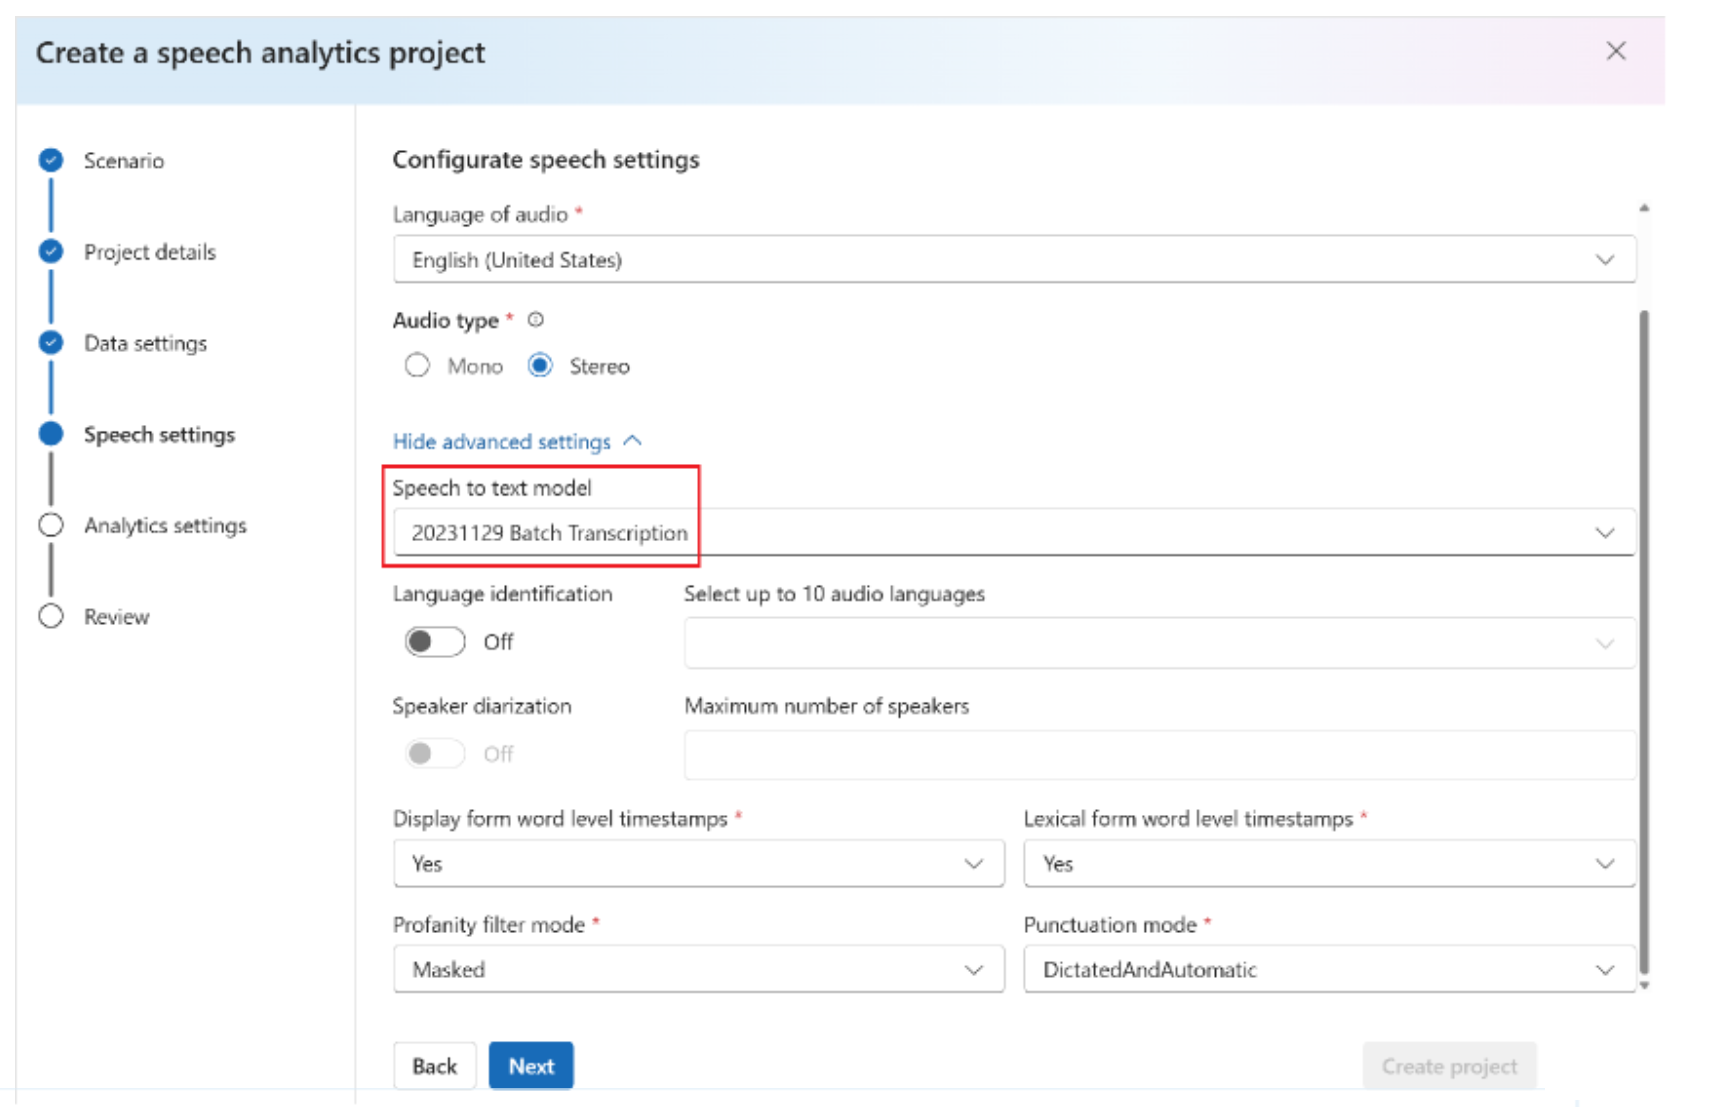 Create a speech analytics project
Scenario
Project details
Data settings
Speech settings
Analytics settings
Review
Configurate speech settings
Language of audio *
English (United States)
Audio type *
Mono Stereo
Hide advanced settings
Speech to text model
20231129 Batch Transcription
Language identification Select up to 10 audio languages
Off
Speaker diarization Maximum number of speakers
Off
Display form word level timestamps * Lexical form word level timestamps *
Yes Yes
Profanity filter mode * Punctuation mode *
Masked DictatedAndAutomatic
Back Next Create project